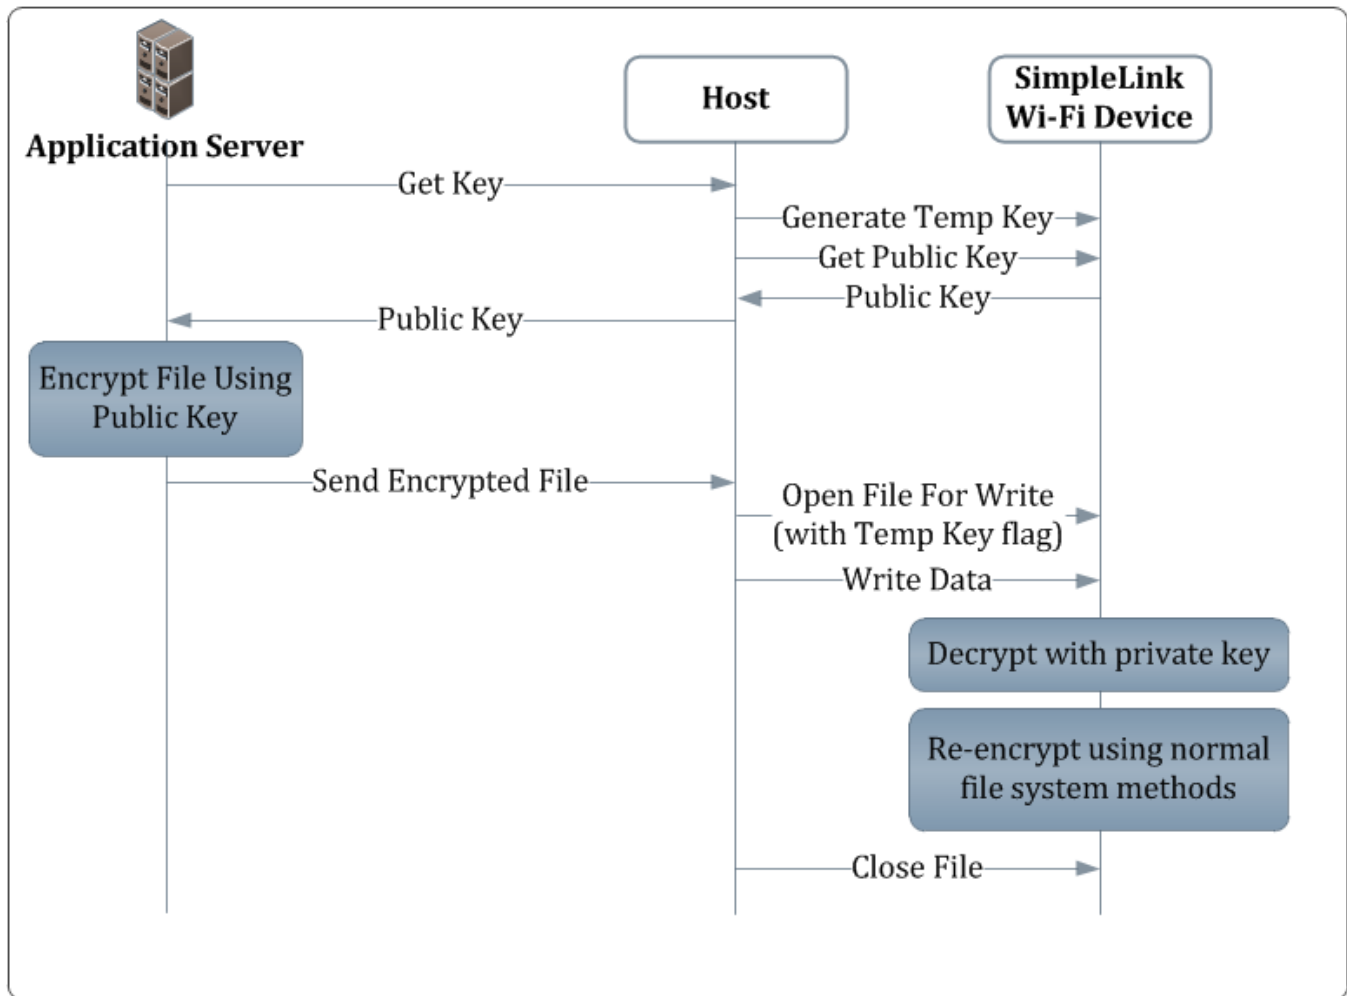 Application Server
Host
SimpleLink
Wi-Fi Device
Get Key
Generate Temp Key
Get Public Key
Public Key
Public Key
Encrypt File Using
Public Key
Send Encrypted File
Open File For Write
(with Temp Key flag)
Write Data
Decrypt with private key
Re-encrypt using normal
file system methods
Close File